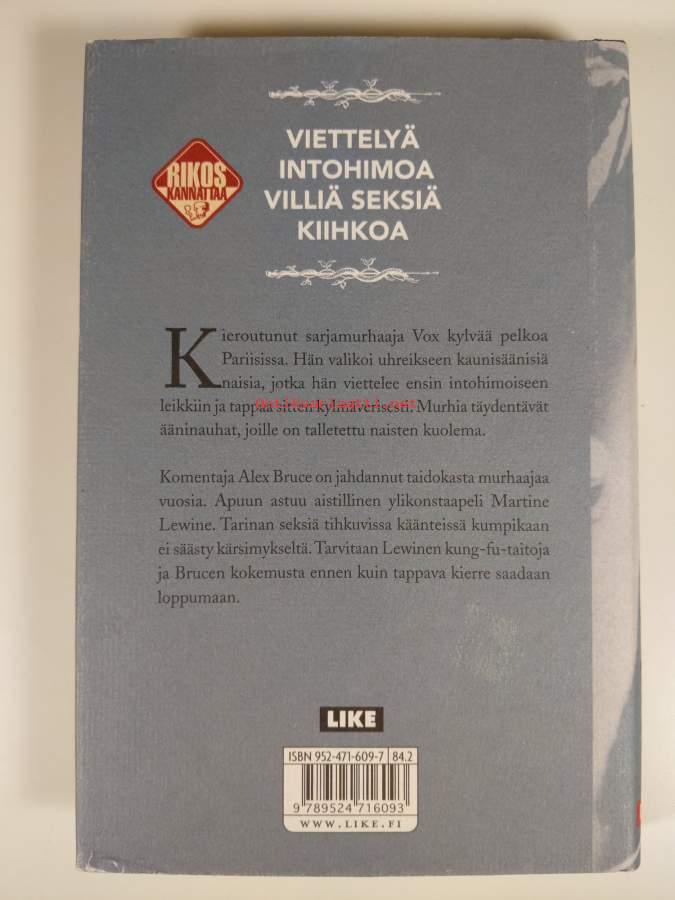 VIETTELYÄ
INTOHIMOA
VILLIÄ SEKSIÄ
KIIHKOA
RIKOS
KANNATTAA
Kieroutunut sarjamurhaaja Vox kylvää pelkoa
Pariisissa. Hän valikoi uhreikseen kaunisäänisiä
naisia, jotka hän viettelee ensin intohimoiseen
leikkiin ja tappaa sitten kylmäverisesti. Murhia täydentävät
ääninauhat, joille on talletettu naisten kuolema.
Antikvariaatti.net
Komentaja Alex Bruce on jahdannut taidokasta murhaajaa
vuosia. Apuun astuu aistillinen ylikonstaapeli Martine
Lewine. Tarinan seksiä tihkuvissa käänteissä kumpikaan
ei säästy kärsimykseltä. Tarvitaan Lewinen kung-fu-taitoja
ja Brucen kokemusta ennen kuin tappava kierre saadaan
loppumaan.
LIKE
ISBN 952-471-609-7 84.2
9 789524 716093
WWW.LIKE.FI